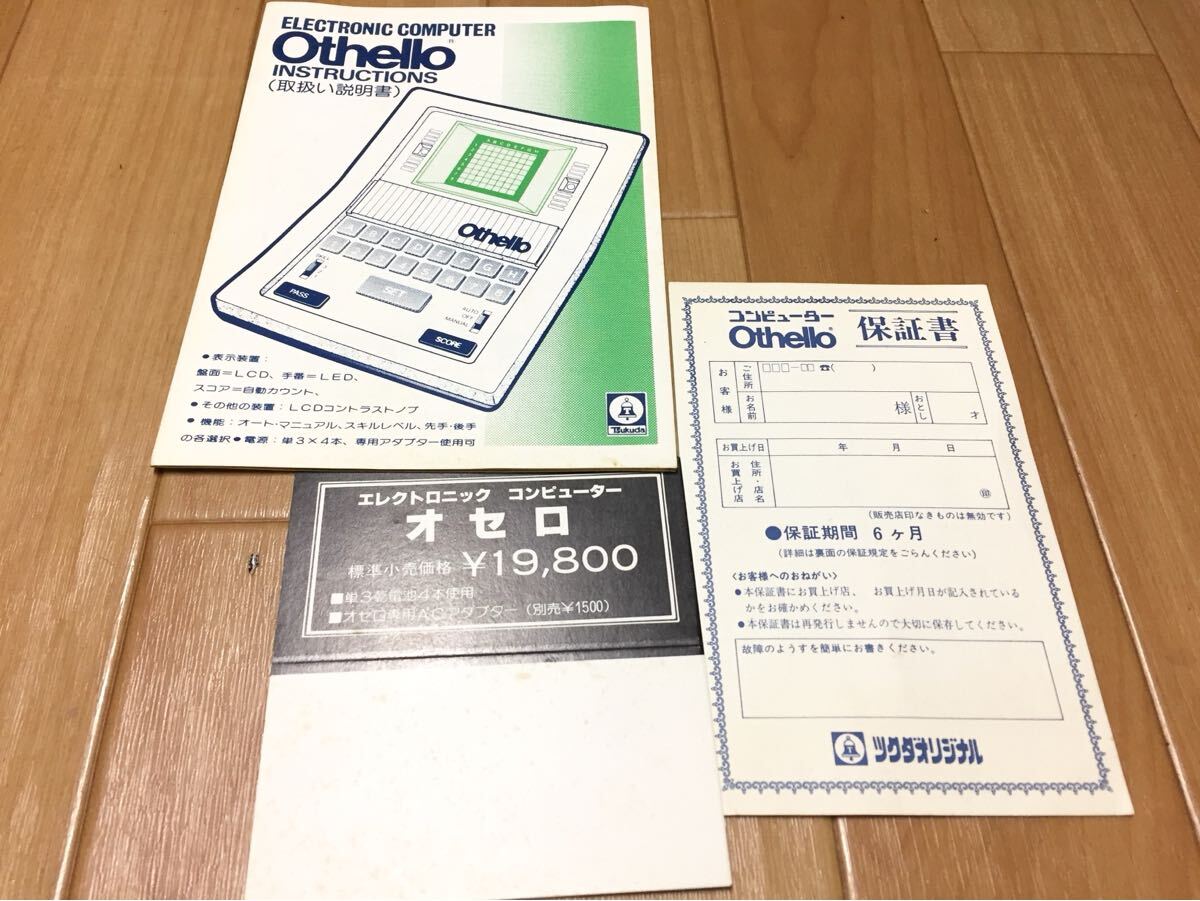 ELECTRONIC COMPUTER
Othello®
INSTRUCTIONS
(取扱い説明書)
A B C D E F G H
Othello
A B C D E F G H
SKILL
PASS
SET
AUTO
OFF
MANUAL
SCORE
●表示装置:
盤面=LCD、手番=LED、
スコア=自動カウント、
●その他の装置:LCDコントラストノブ
●機能:オート・マニュアル、スキルレベル、先手・後手
の各選択●電源:単3×4本、専用アダプター使用可
Tsukuda
エレクトロニック コンピューター
オセロ
標準小売価格 ¥19,800
■単3乾電池4本使用
■オセロ専用ACアダプター(別売¥1500)
コンピューター
Othello®
保証書
お客様
ご住所
□□□-□□ ☎( )
お名前
様
おとし
才
お買上げ日
年 月 日
お買上げ店
住所・店名
㊞
(販売店印なきものは無効です)
●保証期間 6ヶ月
(詳細は裏面の保証規定をごらんください)
〈お客様へのおねがい〉
●本保証書にお買上げ店、 お買上げ月日が記入されている
かをお確かめください。
●本保証書は再発行しませんので大切に保存してください。
故障のようすを簡単にお書きください。
ツクダオリジナル